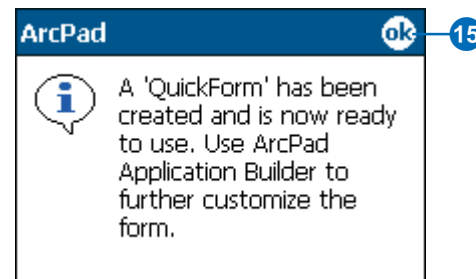 ArcPad ok 15
A 'QuickForm' has been
created and is now ready
to use. Use ArcPad
Application Builder to
further customize the
form.